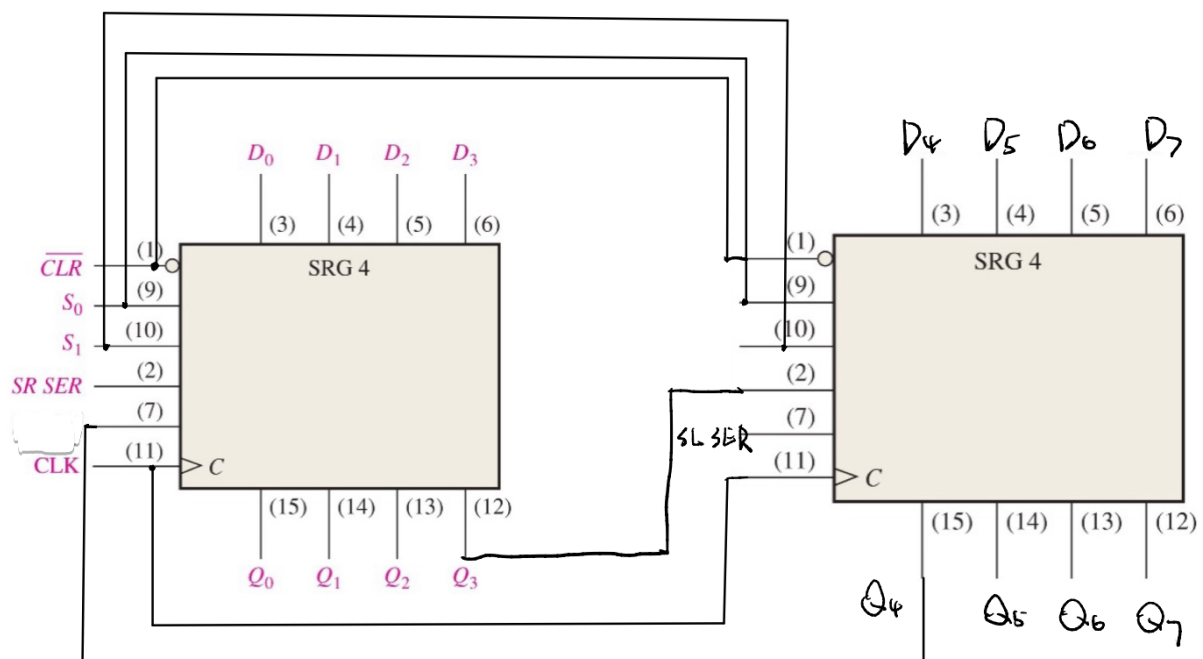 D₀ D₁ D₂ D₃
D₄ D₅ D₆ D₇
(3) (4) (5) (6)
(3) (4) (5) (6)
SRG 4
SRG 4
CLR (1)
S₀ (9)
S₁ (10)
SR SER (2)
(7)
CLK (11) C
(1)
(9)
(10)
(2)
SL SER (7)
(11) C
(15) (14) (13) (12)
(15) (14) (13) (12)
Q₀ Q₁ Q₂ Q₃
Q₄ Q₅ Q₆ Q₇